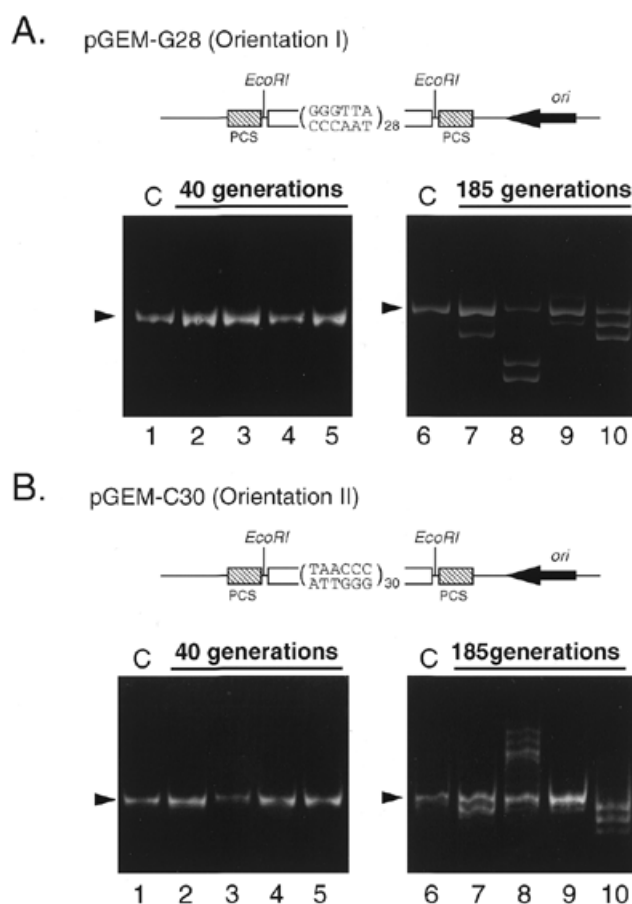 A. pGEM-G28 (Orientation I)
EcoRI EcoRI
ori
(GGGTTA
CCCAAT)28
PCS PCS
C 40 generations C 185 generations
1 2 3 4 5 6 7 8 9 10
B. pGEM-C30 (Orientation II)
EcoRI EcoRI
ori
(TAACCC
ATTGGG)30
PCS PCS
C 40 generations C 185generations
1 2 3 4 5 6 7 8 9 10